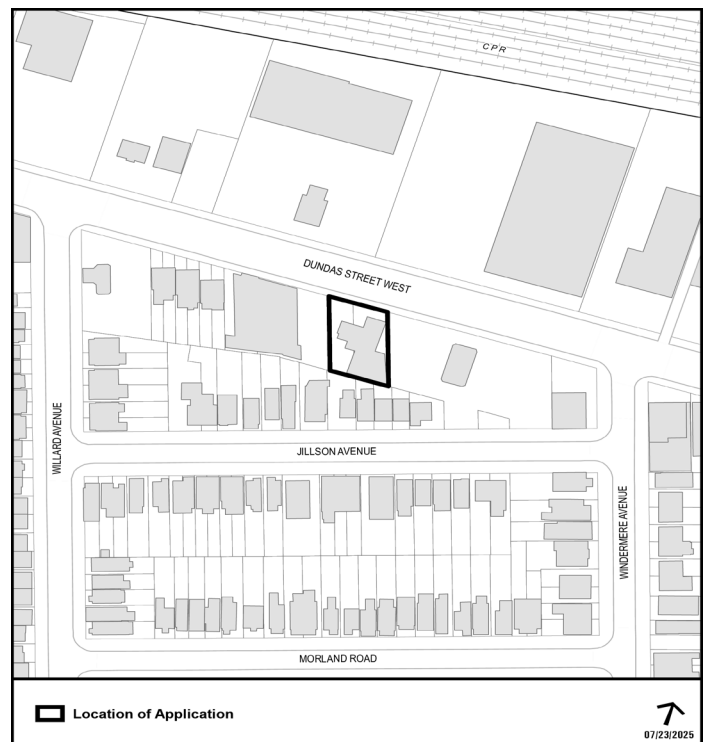 CPR
DUNDAS STREET WEST
WILLARD AVENUE
JILLSON AVENUE
WINDERMERE AVENUE
MORLAND ROAD
Location of Application
07/23/2025